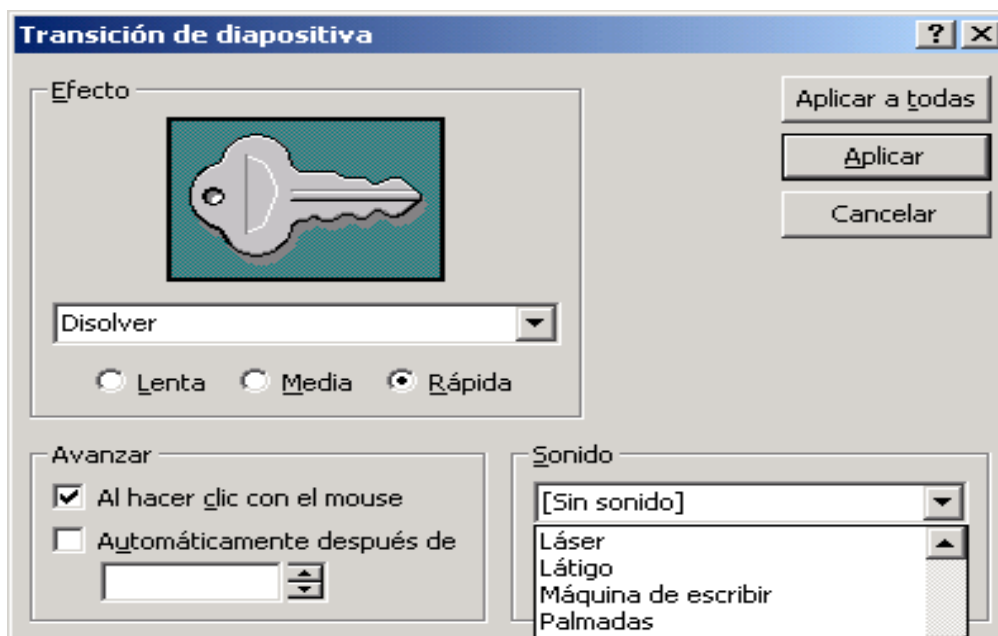 Transición de diapositiva
Efecto
Disolver
Lenta Media Rápida
Aplicar a todas
Aplicar
Cancelar
Avanzar
Al hacer clic con el mouse
Automáticamente después de
Sonido
[Sin sonido]
Láser
Látigo
Máquina de escribir
Palmadas